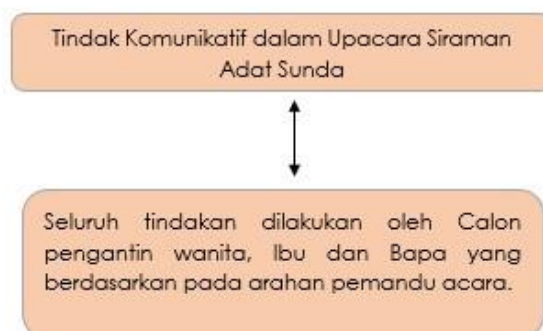 Tindak Komunikatif dalam Upacara Siraman
Adat Sunda
Seluruh tindakan dilakukan oleh Calon
pengantin wanita, Ibu dan Bapa yang
berdasarkan pada arahan pemandu acara.